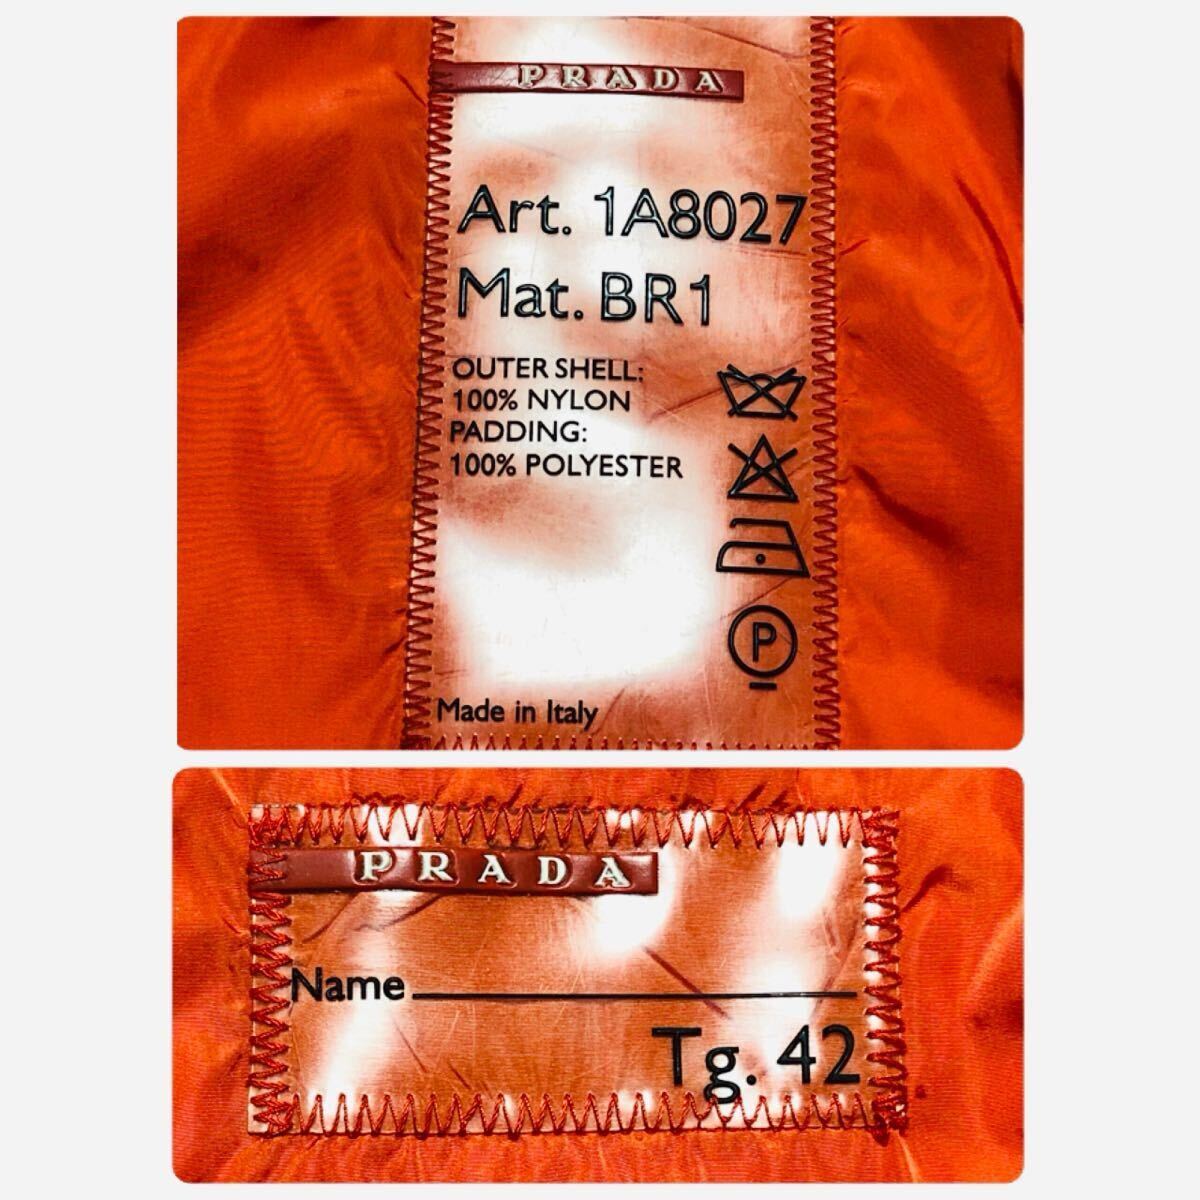 PRADA
Art. 1A8027
Mat. BR1
OUTER SHELL:
100% NYLON
PADDING:
100% POLYESTER
P
Made in Italy
PRADA
Name
Tg. 42